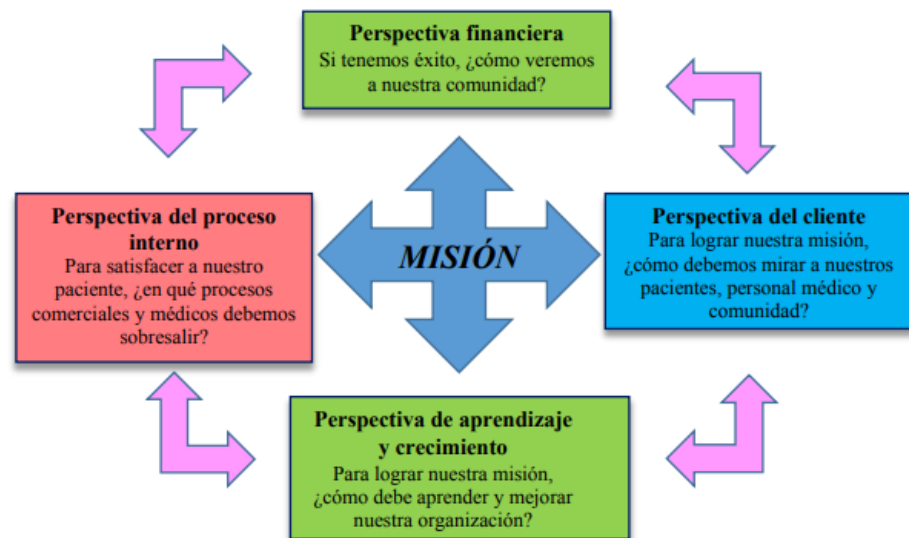 Perspectiva financiera
Si tenemos éxito, ¿cómo veremos
a nuestra comunidad?
Perspectiva del proceso
interno
Para satisfacer a nuestro
paciente, ¿en qué procesos
comerciales y médicos debemos
sobresalir?
MISIÓN
Perspectiva del cliente
Para lograr nuestra misión,
¿cómo debemos mirar a nuestros
pacientes, personal médico y
comunidad?
Perspectiva de aprendizaje
y crecimiento
Para lograr nuestra misión,
¿cómo debe aprender y mejorar
nuestra organización?